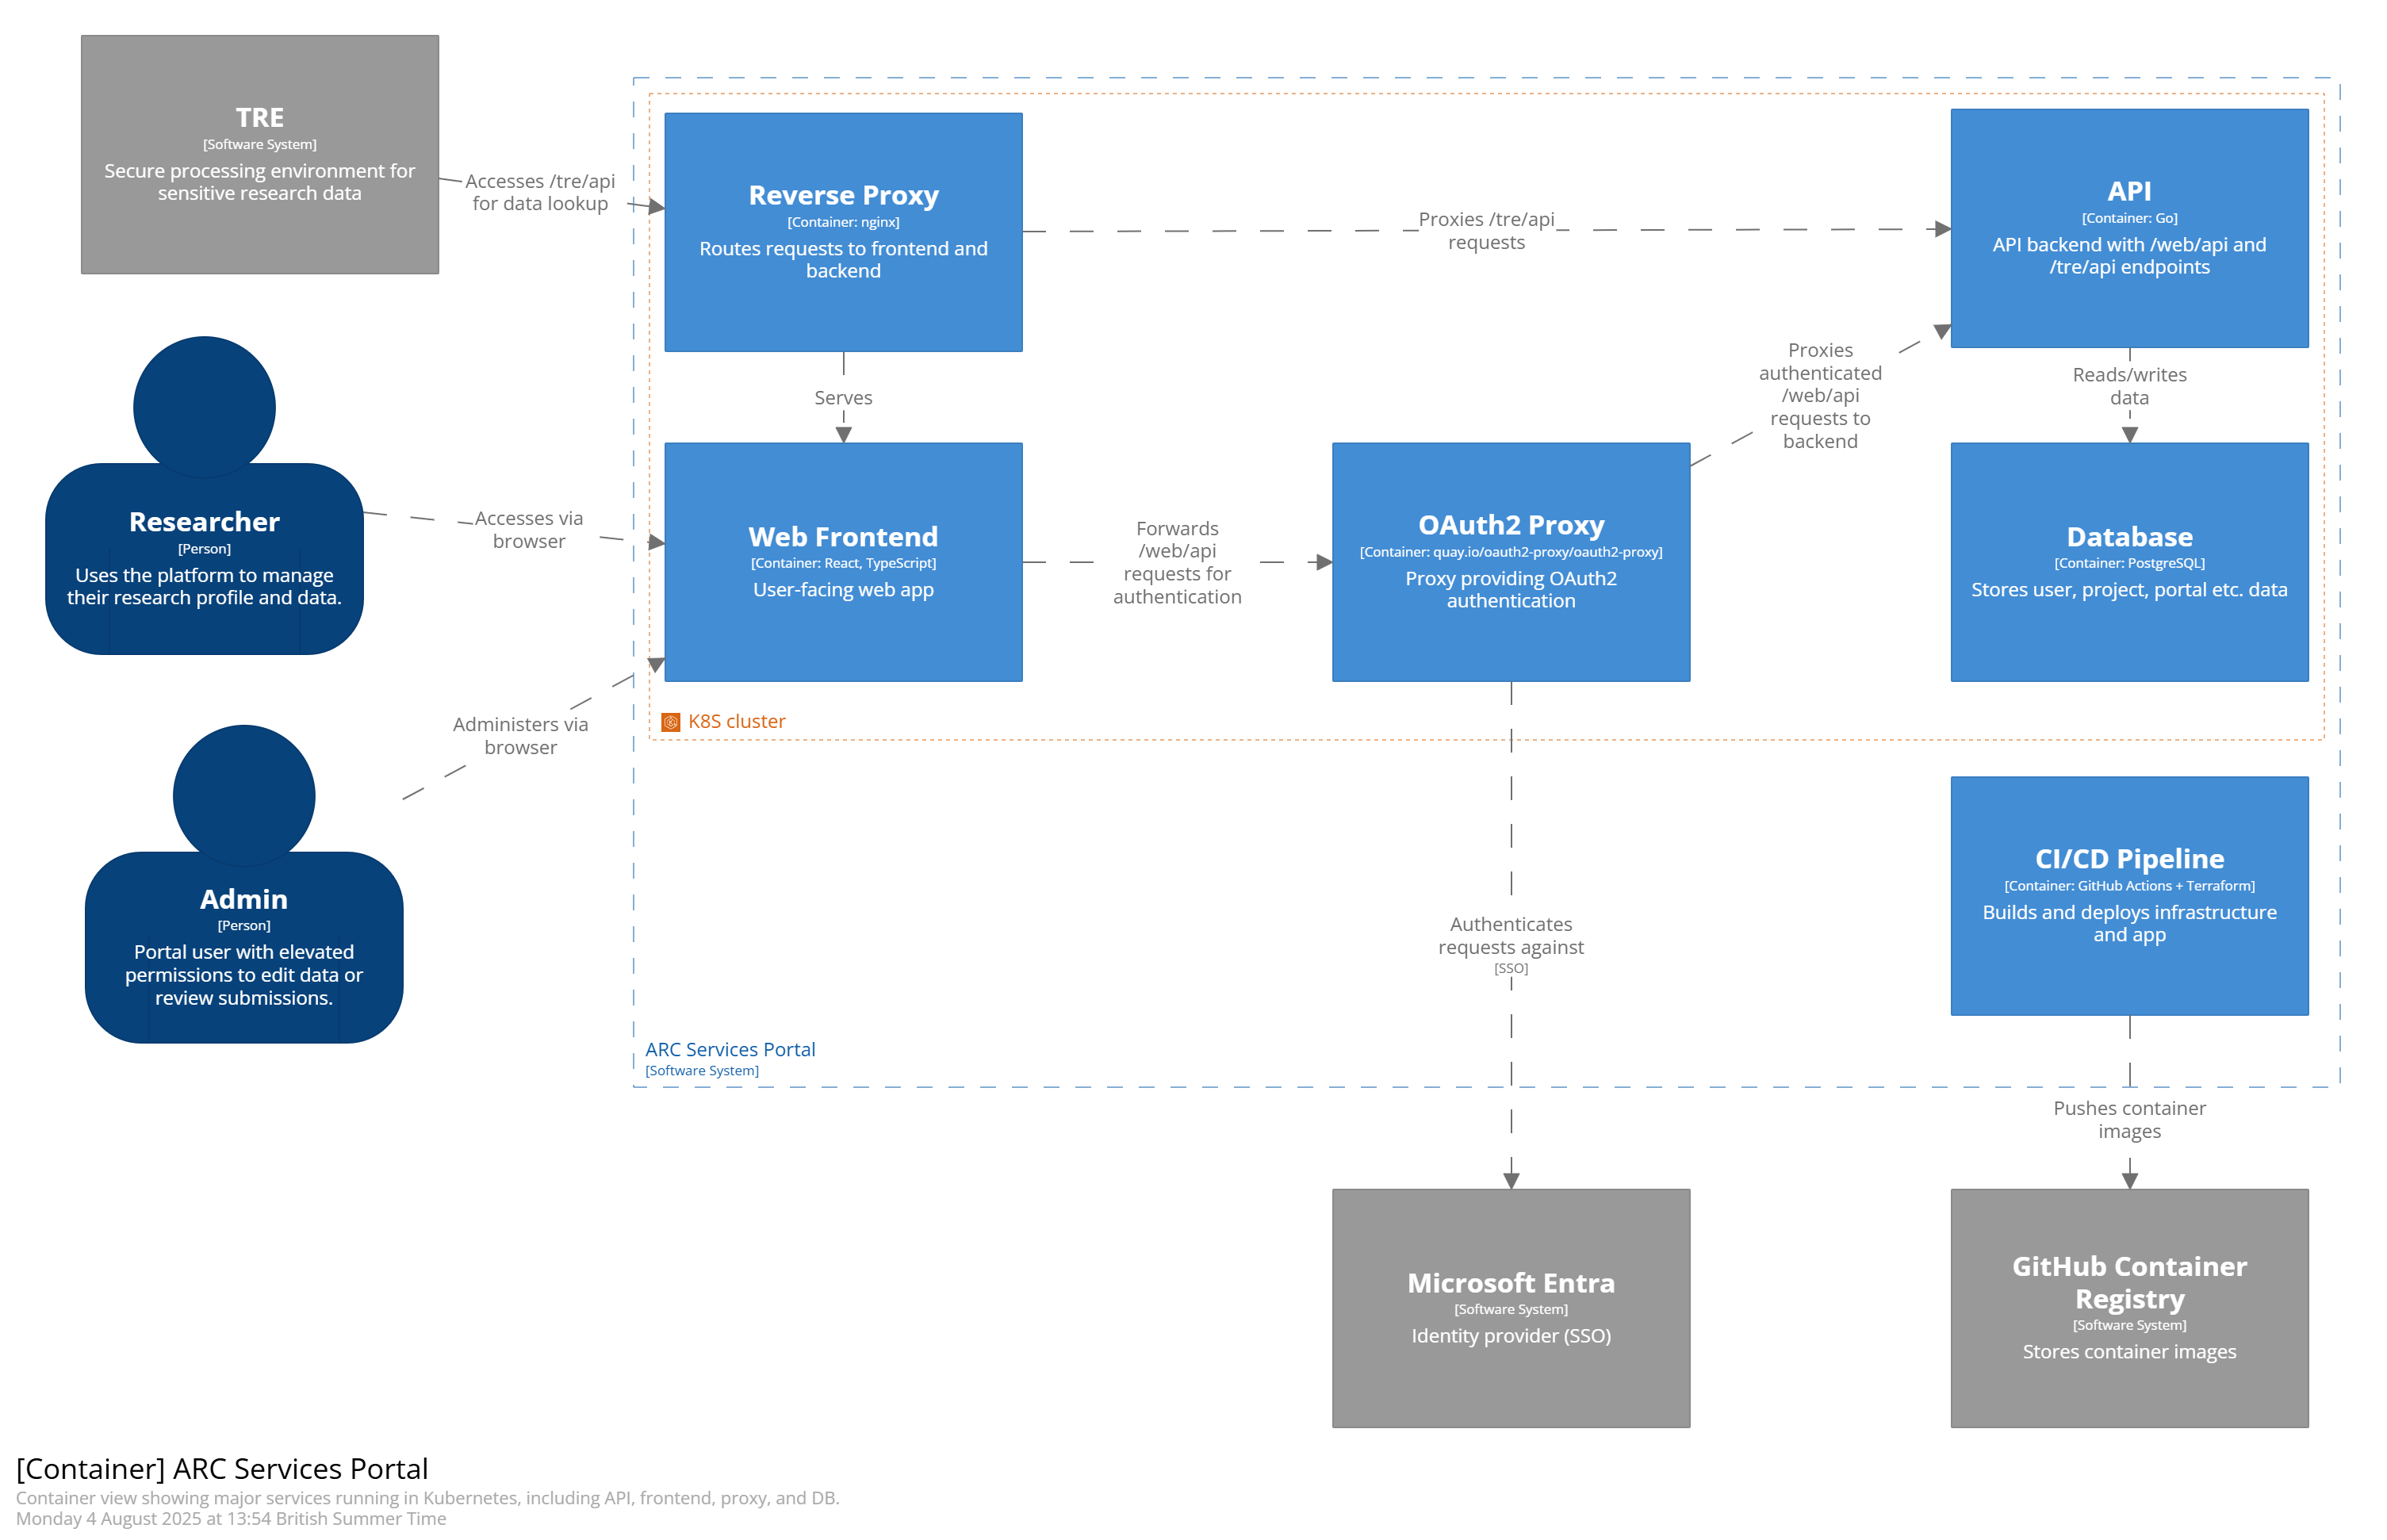 TRE
[Software System]
Secure processing environment for
sensitive research data
Accesses /tre/api
for data lookup
Reverse Proxy
[Container: nginx]
Routes requests to frontend and
backend
Proxies /tre/api
requests
API
[Container: Go]
API backend with /web/api and
/tre/api endpoints
Serves
Proxies
authenticated
/web/api
requests to
backend
Reads/writes
data
Researcher
[Person]
Uses the platform to manage
their research profile and data.
Accesses via
browser
Web Frontend
[Container: React, TypeScript]
User-facing web app
Forwards
/web/api
requests for
authentication
OAuth2 Proxy
[Container: quay.io/oauth2-proxy/oauth2-proxy]
Proxy providing OAuth2
authentication
Database
[Container: PostgreSQL]
Stores user, project, portal etc. data
Administers via
browser
K8S cluster
Admin
[Person]
Portal user with elevated
permissions to edit data or
review submissions.
Authenticates
requests against
[SSO]
CI/CD Pipeline
[Container: GitHub Actions + Terraform]
Builds and deploys infrastructure
and app
ARC Services Portal
[Software System]
Pushes container
images
Microsoft Entra
[Software System]
Identity provider (SSO)
GitHub Container
Registry
[Software System]
Stores container images
[Container] ARC Services Portal
Container view showing major services running in Kubernetes, including API, frontend, proxy, and DB.
Monday 4 August 2025 at 13:54 British Summer Time